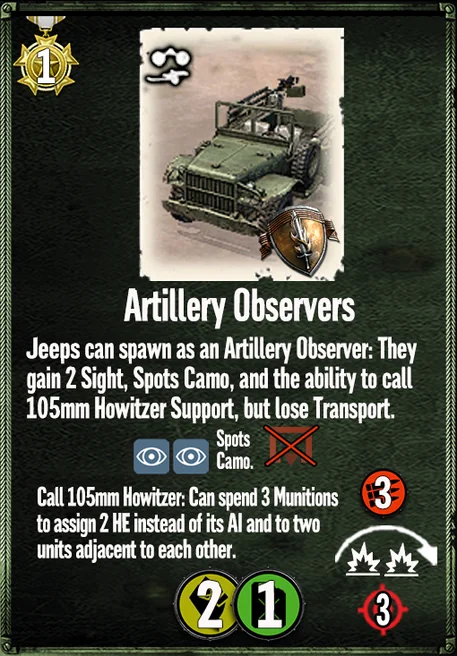 1
Artillery Observers
Jeeps can spawn as an Artillery Observer: They
gain 2 Sight, Spots Camo, and the ability to call
105mm Howitzer Support, but lose Transport.
Spots
Camo.
Call 105mm Howitzer: Can spend 3 Munitions
to assign 2 HE instead of its AI and to two
units adjacent to each other.
3
3
2 1